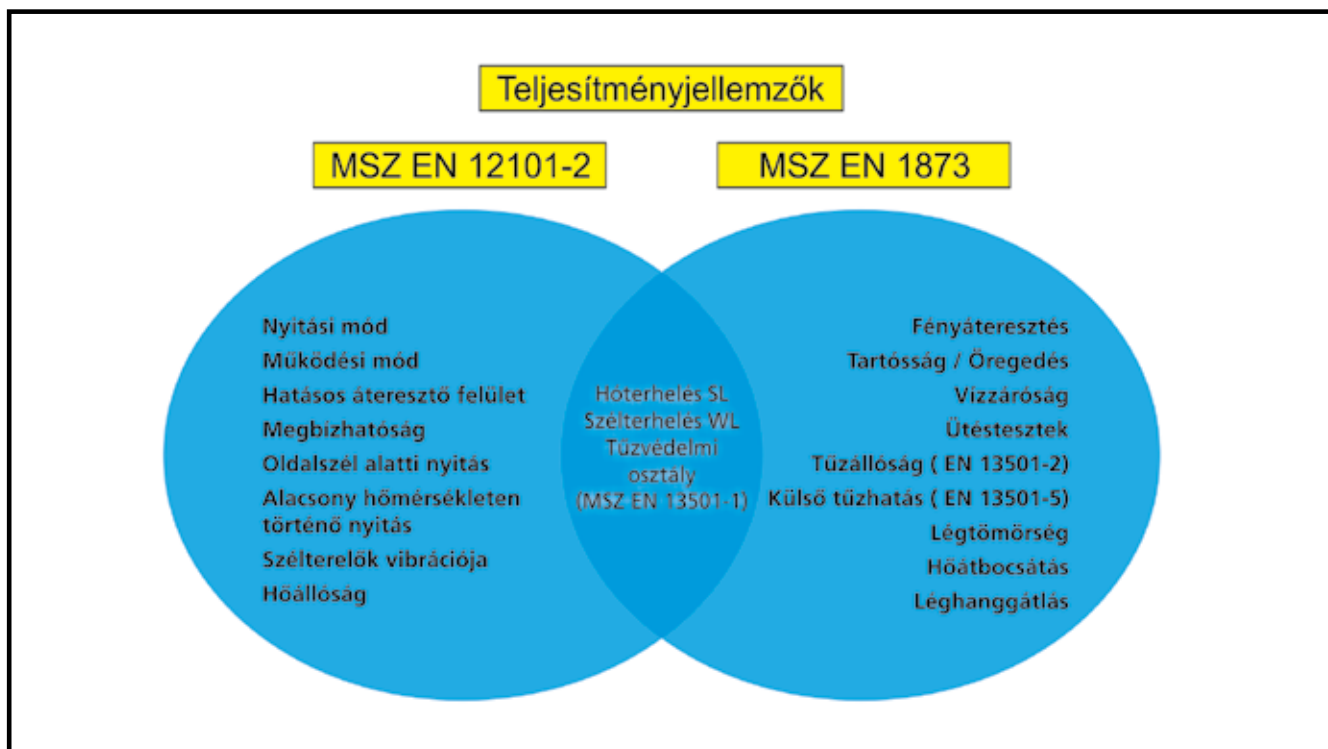 Teljesítményjellemzők
MSZ EN 12101-2
MSZ EN 1873
Nyitási mód
Működési mód
Hatásos áteresztő felület
Megbízhatóság
Oldalszél alatti nyitás
Alacsony hőmérsékleten
történő nyitás
Szélterelők vibrációja
Hőállóság
Hóterhelés SL
Szélterhelés WL
Tűzvédelmi
osztály
(MSZ EN 13501-1)
Fényáteresztés
Tartósság / Öregedés
Vízzáróság
Ütéstesztek
Tűzállóság ( EN 13501-2)
Külső tűzhatás ( EN 13501-5)
Légtömörség
Hőátbocsátás
Léghanggátlás